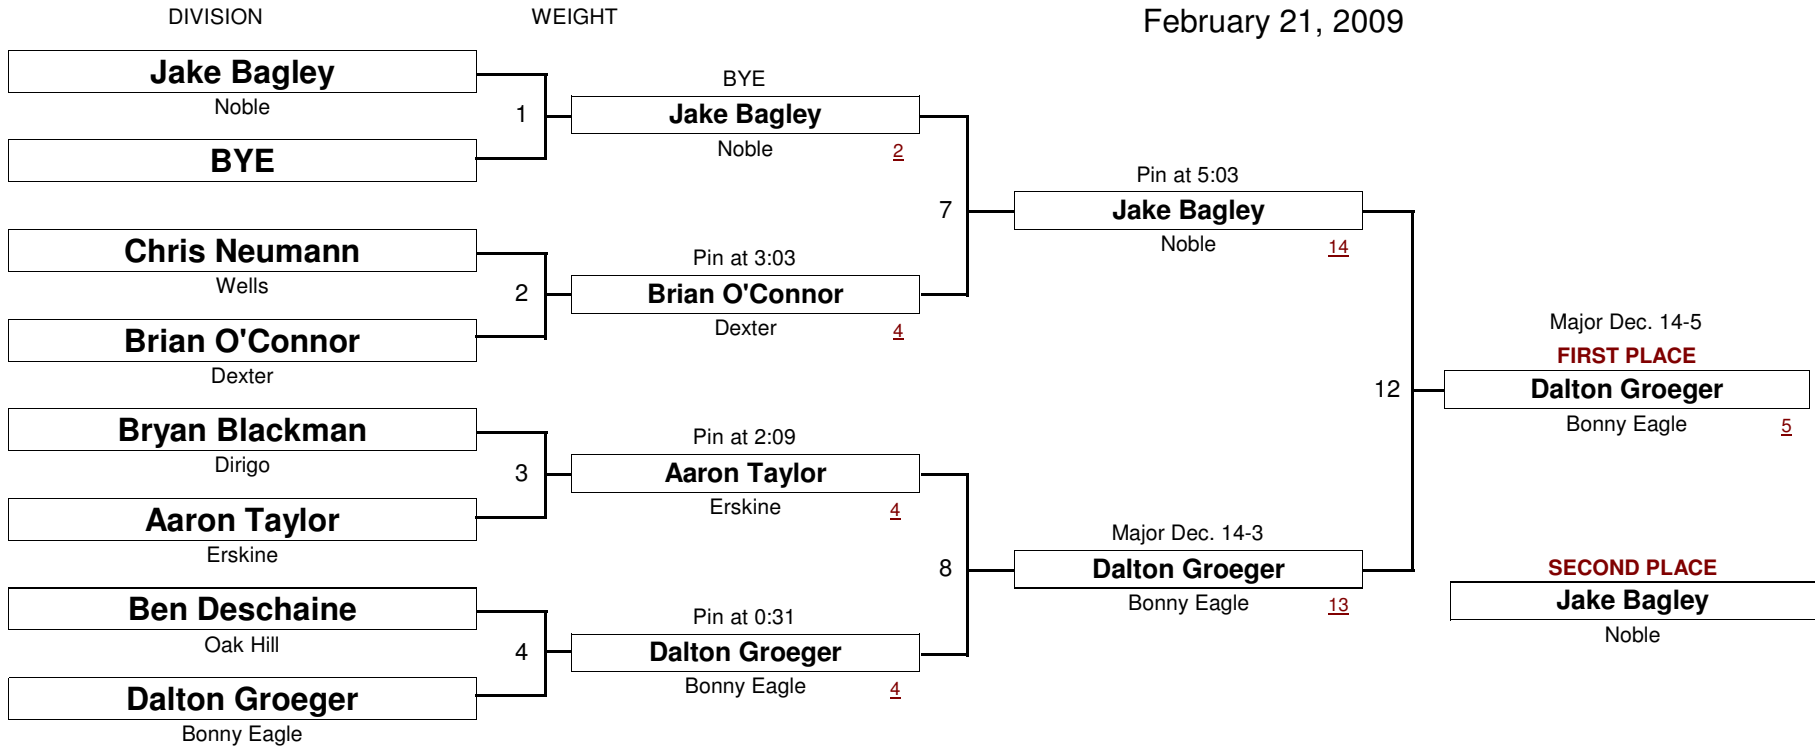 DIVISION
WEIGHT
February 21, 2009
Jake Bagley
Noble
1
BYE
BYE
Jake Bagley
Noble
2
Chris Neumann
Wells
2
Brian O'Connor
Dexter
Pin at 3:03
Brian O'Connor
Dexter
4
7
Pin at 5:03
Jake Bagley
Noble
14
Bryan Blackman
Dirigo
3
Aaron Taylor
Erskine
Pin at 2:09
Aaron Taylor
Erskine
4
Ben Deschaine
Oak Hill
4
Dalton Groeger
Bonny Eagle
Pin at 0:31
Dalton Groeger
Bonny Eagle
4
8
Major Dec. 14-3
Dalton Groeger
Bonny Eagle
13
12
Major Dec. 14-5
FIRST PLACE
Dalton Groeger
Bonny Eagle
5
SECOND PLACE
Jake Bagley
Noble